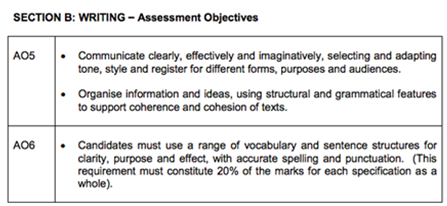 SECTION B: WRITING – Assessment Objectives
AO5
• Communicate clearly, effectively and imaginatively, selecting and adapting
tone, style and register for different forms, purposes and audiences.
• Organise information and ideas, using structural and grammatical features
to support coherence and cohesion of texts.
AO6
• Candidates must use a range of vocabulary and sentence structures for
clarity, purpose and effect, with accurate spelling and punctuation. (This
requirement must constitute 20% of the marks for each specification as a
whole).